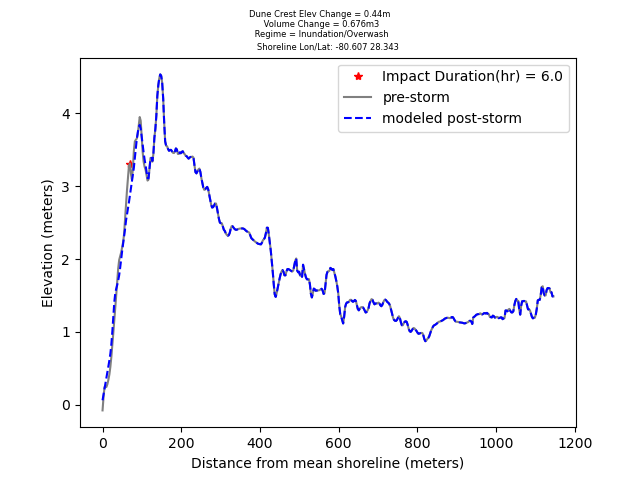 Dune Crest Elev Change = 0.44m
Volume Change = 0.676m3
Regime = Inundation/Overwash
Shoreline Lon/Lat: -80.607 28.343
Impact Duration(hr) = 6.0
pre-storm
modeled post-storm
Elevation (meters)
4
3
2
1
0
0 200 400 600 800 1000 1200
Distance from mean shoreline (meters)